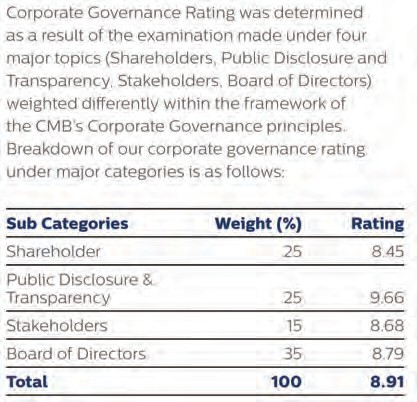 Corporate Governance Rating was determined
as a result of the examination made under four
major topics (Shareholders, Public Disclosure and
Transparency, Stakeholders, Board of Directors)
weighted differently within the framework of
the CMB's Corporate Governance principles.
Breakdown of our corporate governance rating
under major categories is as follows:
Sub Categories Weight (%) Rating
Shareholder 25 8.45
Public Disclosure &
Transparency 25 9.66
Stakeholders 15 8.68
Board of Directors 35 8.79
Total 100 8.91